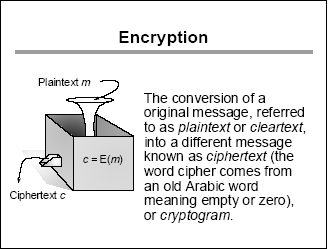 Encryption
Plaintext m
c = E(m)
Ciphertext c
The conversion of a
original message, referred
to as plaintext or cleartext,
into a different message
known as ciphertext (the
word cipher comes from
an old Arabic word
meaning empty or zero),
or cryptogram.